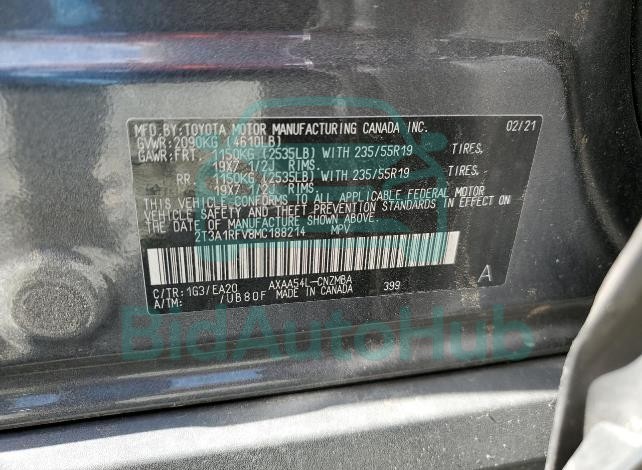 MFD.BY:TOYOTA MOTOR MANUFACTURING CANADA INC. 02/21
GVWR:2090KG (4610LB)
GAWR:FRT. 1150KG (2535LB) WITH 235/55R19 TIRES.
19X7 1/2J RIMS.
RR. 1150KG (2535LB) WITH 235/55R19 TIRES.
19X7 1/2J RIMS.
THIS VEHICLE CONFORMS TO ALL APPLICABLE FEDERAL MOTOR
VEHICLE SAFETY AND THEFT PREVENTION STANDARDS IN EFFECT ON
THE DATE OF MANUFACTURE SHOWN ABOVE.
2T3A1RFV8MC188214 MPV
C/TR:1G3/EA20 AXAA54L-CNZMBA 399 A
A/TM: /UB80F MADE IN CANADA
BidAutoHub